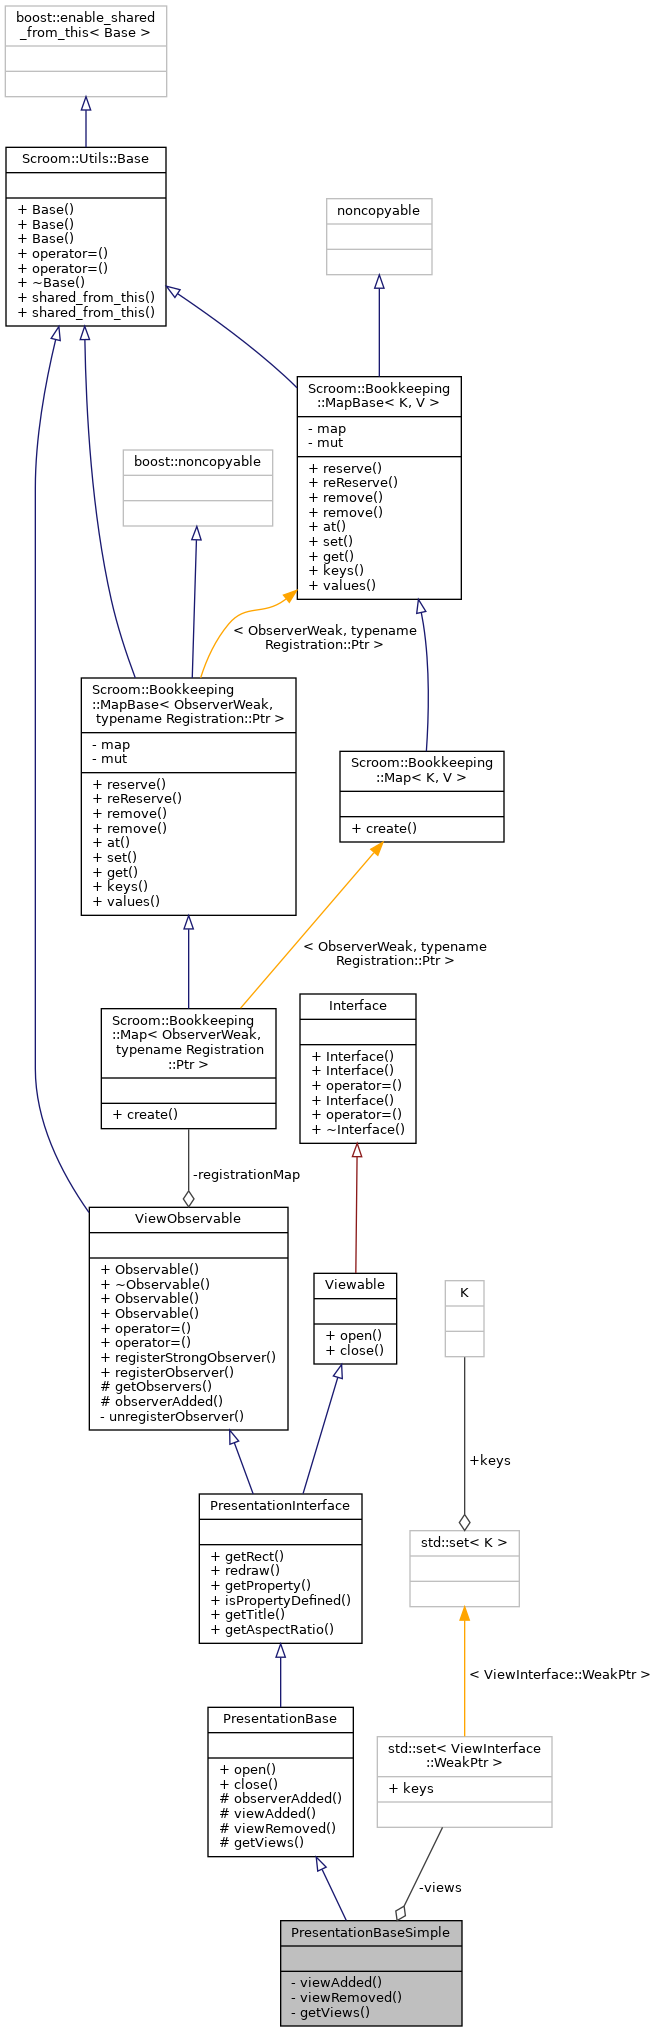 boost::enable_shared
_from_this< Base >
Scroom::Utils::Base
+ Base()
+ Base()
+ Base()
+ operator=()
+ operator=()
+ ~Base()
+ shared_from_this()
+ shared_from_this()
noncopyable
Scroom::Bookkeeping
::MapBase< K, V >
- map
- mut
+ reserve()
+ reReserve()
+ remove()
+ remove()
+ at()
+ set()
+ get()
+ keys()
+ values()
boost::noncopyable
< ObserverWeak, typename
Registration::Ptr >
Scroom::Bookkeeping
::MapBase< ObserverWeak,
typename Registration::Ptr >
- map
- mut
+ reserve()
+ reReserve()
+ remove()
+ remove()
+ at()
+ set()
+ get()
+ keys()
+ values()
Scroom::Bookkeeping
::Map< K, V >
+ create()
< ObserverWeak, typename
Registration::Ptr >
Scroom::Bookkeeping
::Map< ObserverWeak,
typename Registration
::Ptr >
+ create()
Interface
+ Interface()
+ Interface()
+ operator=()
+ Interface()
+ operator=()
+ ~Interface()
-registrationMap
ViewObservable
+ Observable()
+ ~Observable()
+ Observable()
+ Observable()
+ operator=()
+ operator=()
+ registerStrongObserver()
+ registerObserver()
# getObservers()
# observerAdded()
- unregisterObserver()
Viewable
+ open()
+ close()
K
+keys
PresentationInterface
+ getRect()
+ redraw()
+ getProperty()
+ isPropertyDefined()
+ getTitle()
+ getAspectRatio()
std::set< K >
< ViewInterface::WeakPtr >
PresentationBase
+ open()
+ close()
# observerAdded()
# viewAdded()
# viewRemoved()
# getViews()
std::set< ViewInterface
::WeakPtr >
+ keys
-views
PresentationBaseSimple
- viewAdded()
- viewRemoved()
- getViews()